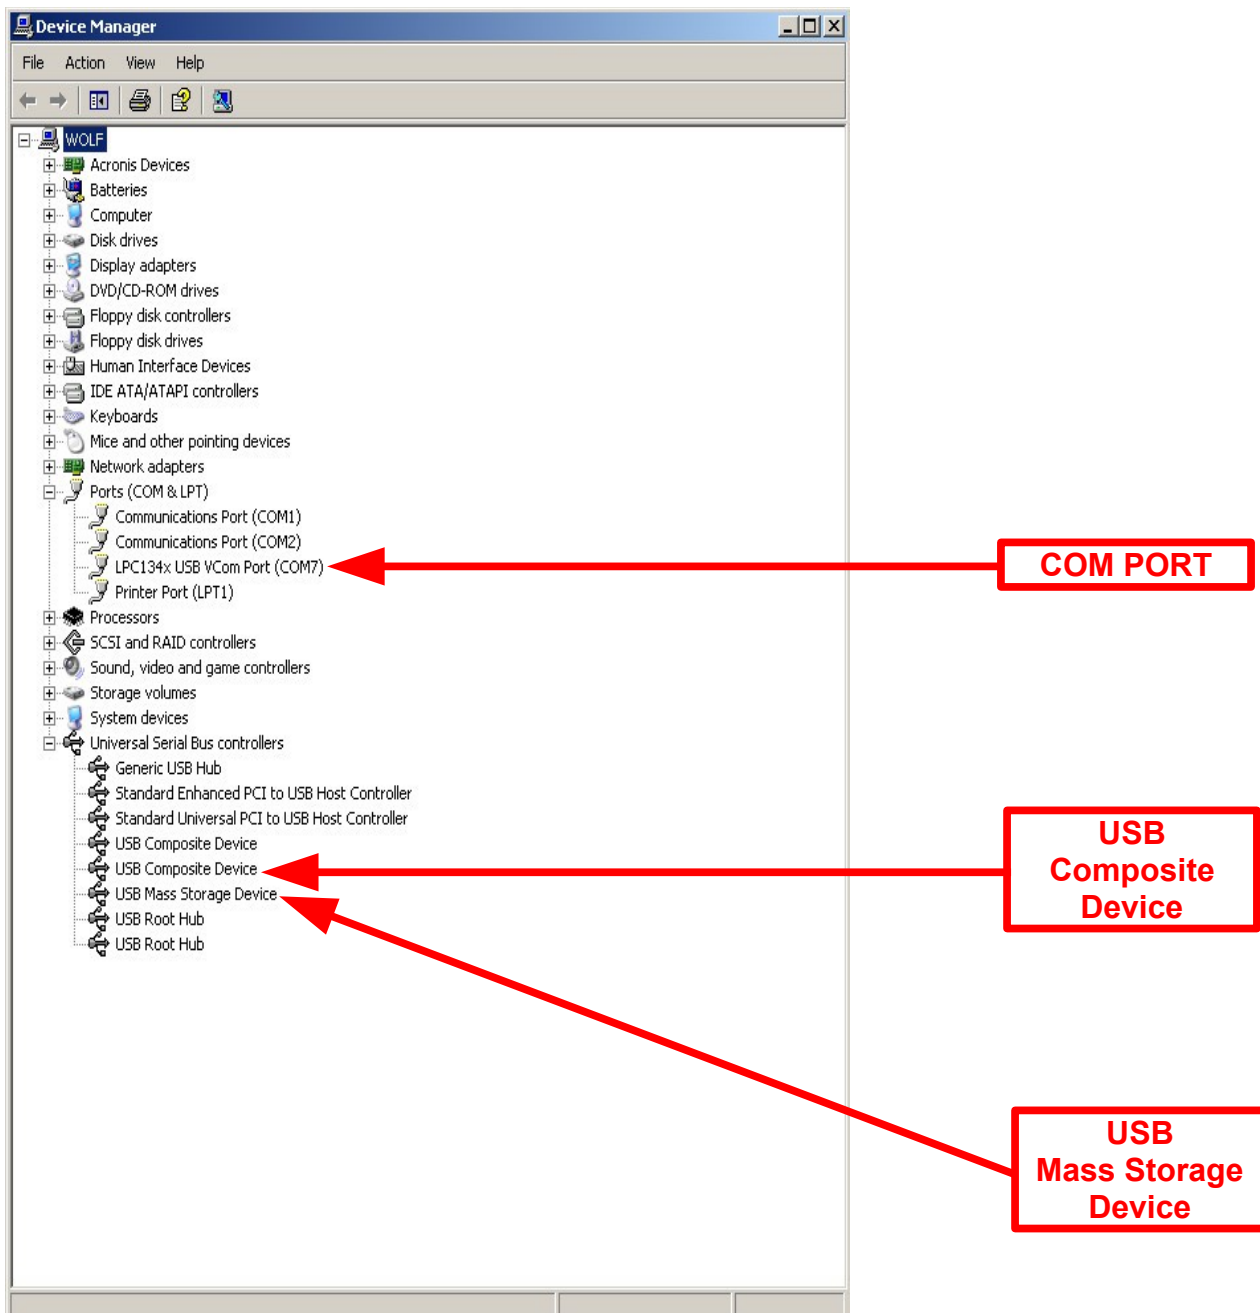 Device Manager
File Action View Help
WOLF
Acronis Devices
Batteries
Computer
Disk drives
Display adapters
DVD/CD-ROM drives
Floppy disk controllers
Floppy disk drives
Human Interface Devices
IDE ATA/ATAPI controllers
Keyboards
Mice and other pointing devices
Network adapters
Ports (COM & LPT)
Communications Port (COM1)
Communications Port (COM2)
LPC134x USB VCom Port (COM7)
Printer Port (LPT1)
Processors
SCSI and RAID controllers
Sound, video and game controllers
Storage volumes
System devices
Universal Serial Bus controllers
Generic USB Hub
Standard Enhanced PCI to USB Host Controller
Standard Universal PCI to USB Host Controller
USB Composite Device
USB Composite Device
USB Mass Storage Device
USB Root Hub
USB Root Hub
COM PORT
USB
Composite
Device
USB
Mass Storage
Device